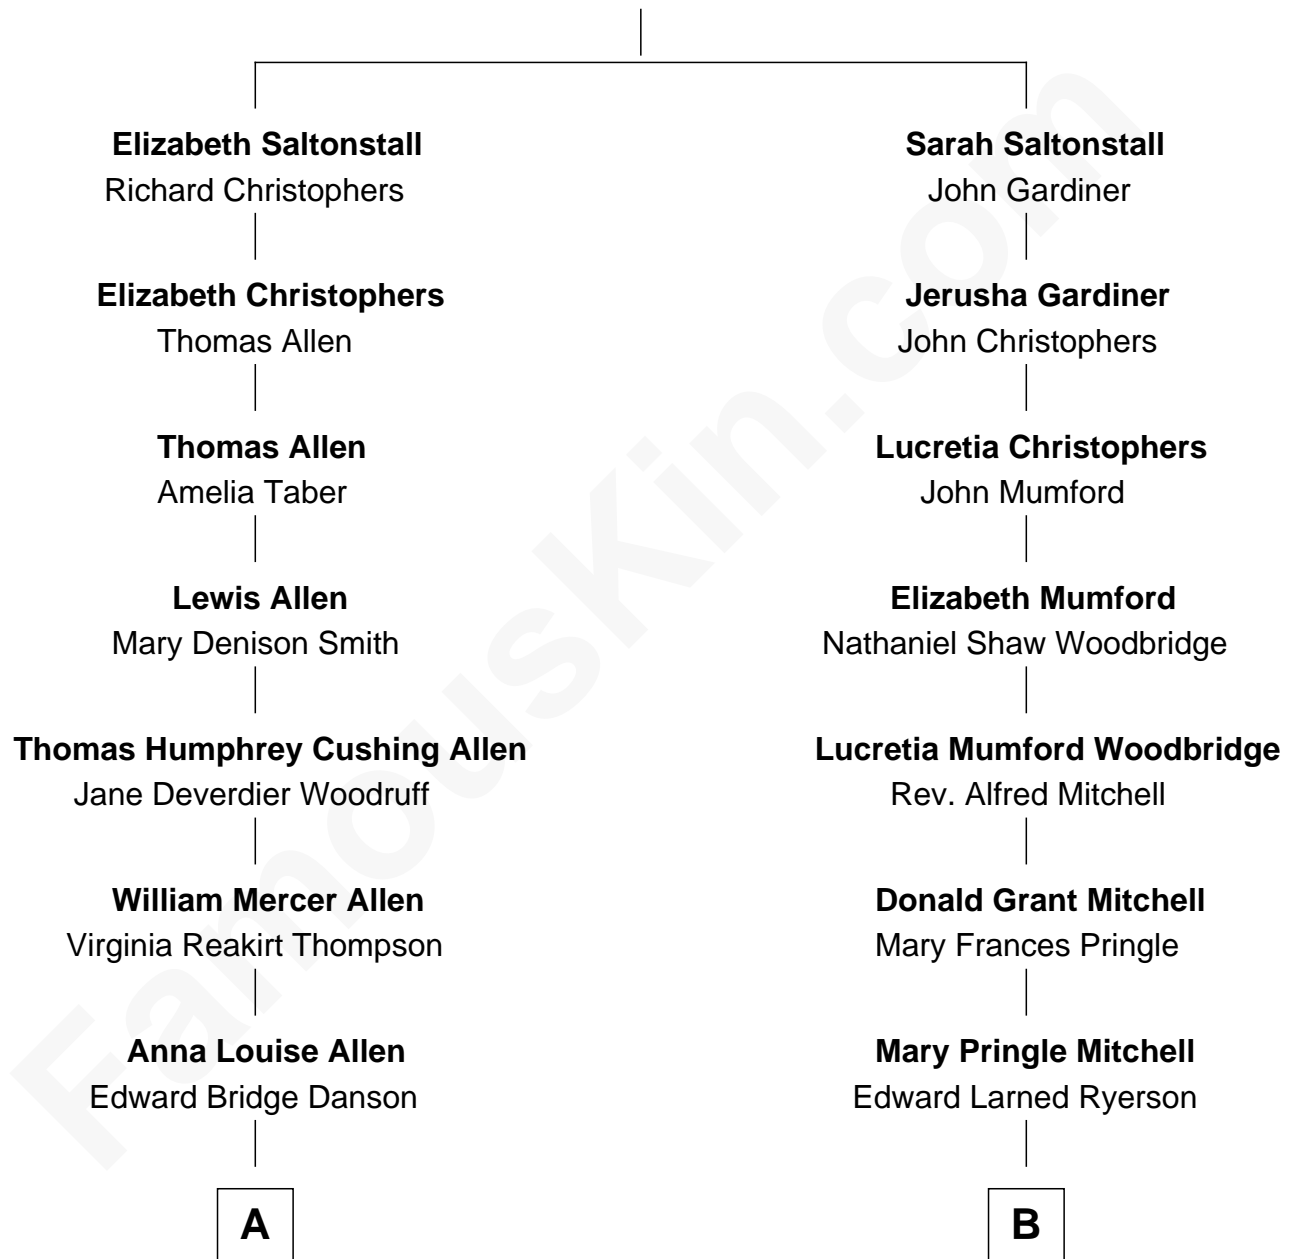 Elizabeth Saltonstall
Richard Christophers
Elizabeth Christophers
Thomas Allen
Thomas Allen
Amelia Taber
Lewis Allen
Mary Denison Smith
Thomas Humphrey Cushing Allen
Jane Deverdier Woodruff
William Mercer Allen
Virginia Reakirt Thompson
Anna Louise Allen
Edward Bridge Danson
A
Sarah Saltonstall
John Gardiner
Jerusha Gardiner
John Christophers
Lucretia Christophers
John Mumford
Elizabeth Mumford
Nathaniel Shaw Woodbridge
Lucretia Mumford Woodbridge
Rev. Alfred Mitchell
Donald Grant Mitchell
Mary Frances Pringle
Mary Pringle Mitchell
Edward Larned Ryerson
B
FamousKin.com